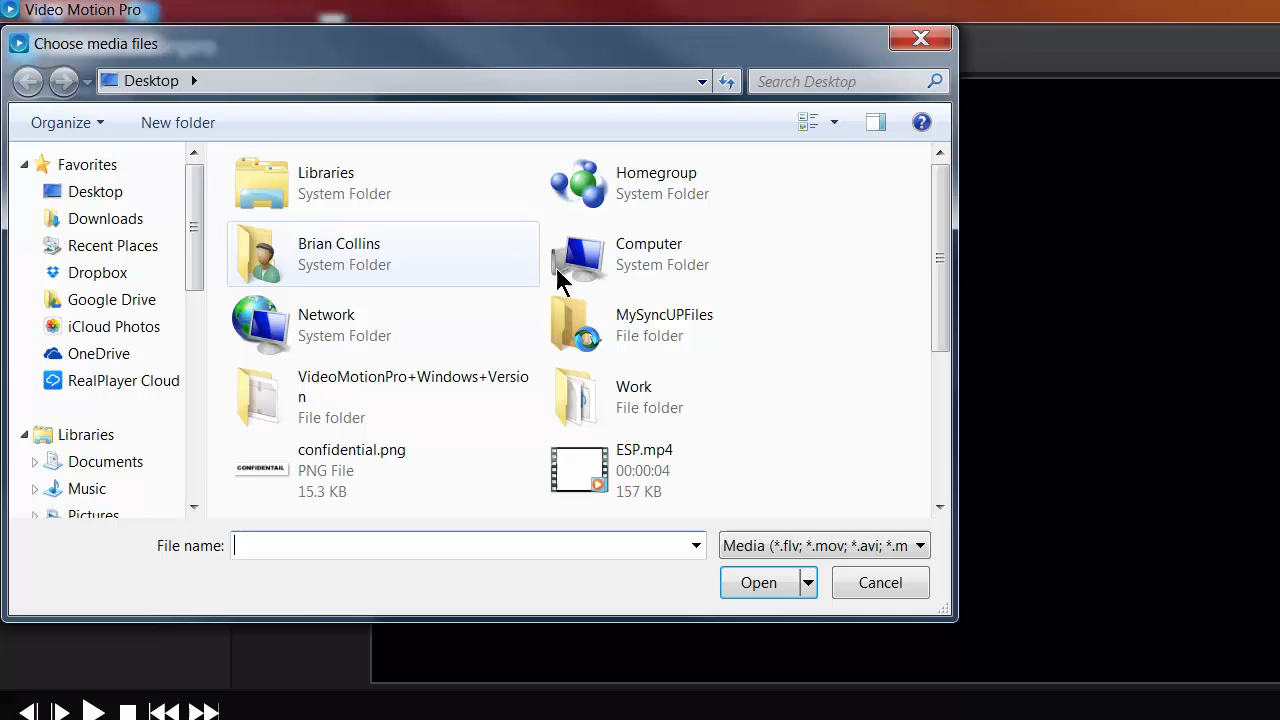 Video Motion Pro
Choose media files
Desktop
Search Desktop
Organize
New folder
Favorites
Desktop
Downloads
Recent Places
Dropbox
Google Drive
iCloud Photos
OneDrive
RealPlayer Cloud
Libraries
Documents
Music
Pictures
Libraries
System Folder
Homegroup
System Folder
Brian Collins
System Folder
Computer
System Folder
Network
System Folder
MySyncUPFiles
File folder
VideoMotionPro+Windows+Versio
n
File folder
Work
File folder
CONFIDENTAIL
confidential.png
PNG File
15.3 KB
ESP.mp4
00:00:04
157 KB
File name:
Media (*.flv; *.mov; *.avi; *.m
Open
Cancel